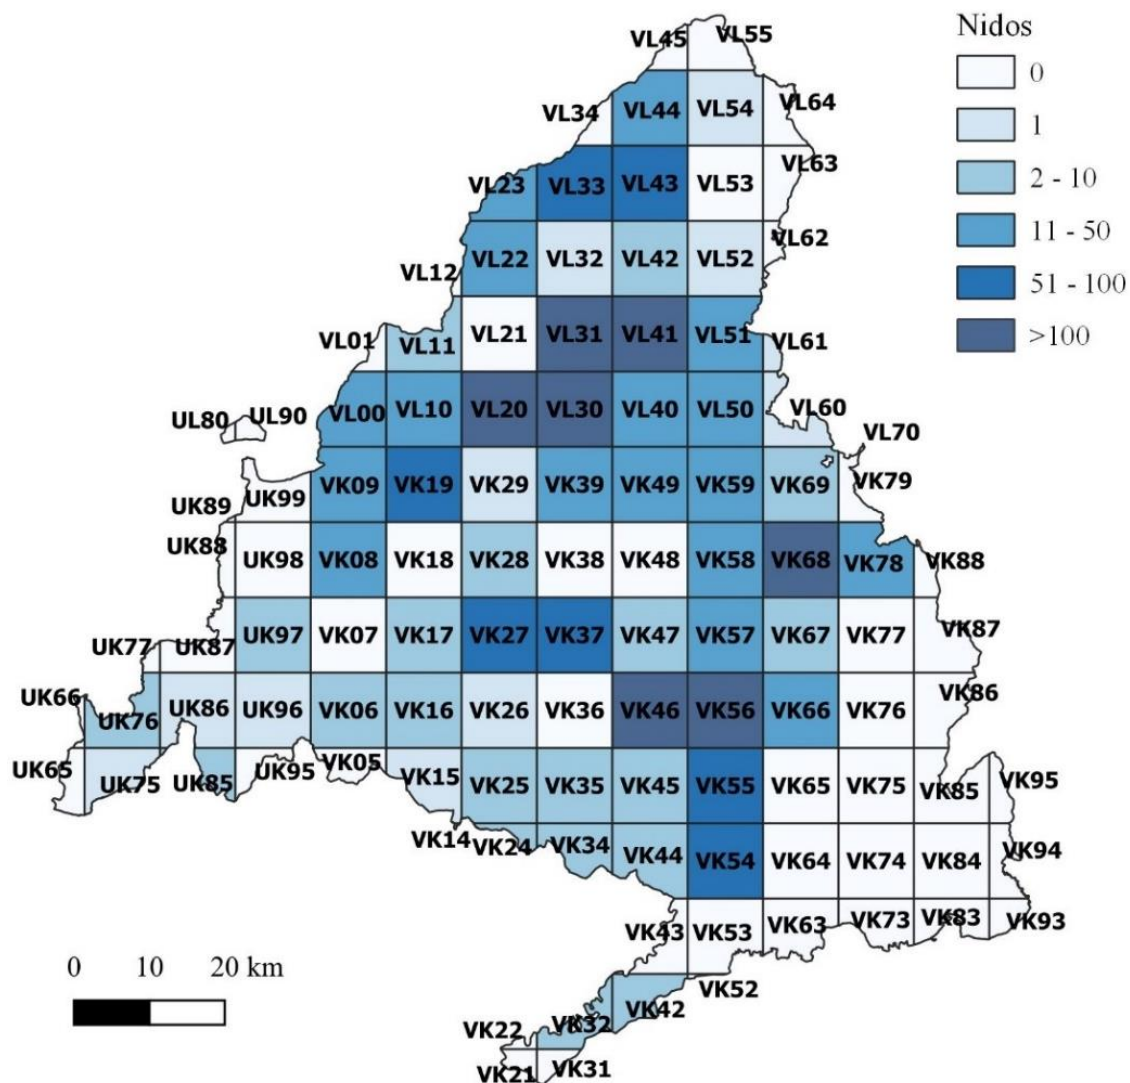 Nidos
0
1
2 - 10
11 - 50
51 - 100
>100
VL45 VL55
VL34 VL44 VL54 VL64
VL23 VL33 VL43 VL53 VL63
VL12 VL22 VL32 VL42 VL52 VL62
VL01 VL11 VL21 VL31 VL41 VL51 VL61
UL80 UL90 VL00 VL10 VL20 VL30 VL40 VL50 VL60 VL70
UK89 UK99 VK09 VK19 VK29 VK39 VK49 VK59 VK69 VK79
UK88 UK98 VK08 VK18 VK28 VK38 VK48 VK58 VK68 VK78 VK88
UK77 UK87 UK97 VK07 VK17 VK27 VK37 VK47 VK57 VK67 VK77 VK87
UK66 UK76 UK86 UK96 VK06 VK16 VK26 VK36 VK46 VK56 VK66 VK76 VK86
UK65 UK75 UK85 UK95 VK05 VK15 VK25 VK35 VK45 VK55 VK65 VK75 VK85 VK95
VK14 VK24 VK34 VK44 VK54 VK64 VK74 VK84 VK94
VK43 VK53 VK63 VK73 VK83 VK93
VK22 VK32 VK42 VK52
VK21 VK31
0 10 20 km